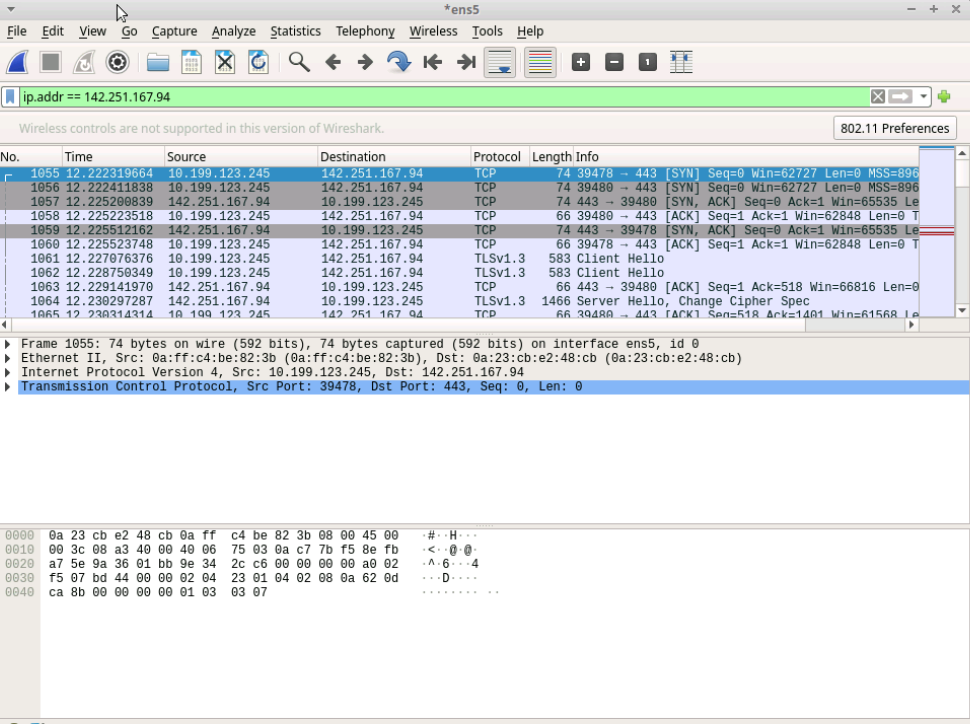 *ens5
File Edit View Go Capture Analyze Statistics Telephony Wireless Tools Help
ip.addr == 142.251.167.94
Wireless controls are not supported in this version of Wireshark. 802.11 Preferences
No. Time Source Destination Protocol Length Info
1055 12.222319664 10.199.123.245 142.251.167.94 TCP 74 39478 → 443 [SYN] Seq=0 Win=62727 Len=0 MSS=896
1056 12.222411838 10.199.123.245 142.251.167.94 TCP 74 39480 → 443 [SYN] Seq=0 Win=62727 Len=0 MSS=896
1057 12.225200839 142.251.167.94 10.199.123.245 TCP 74 443 → 39480 [SYN, ACK] Seq=0 Ack=1 Win=65535 Le
1058 12.225223518 10.199.123.245 142.251.167.94 TCP 66 39480 → 443 [ACK] Seq=1 Ack=1 Win=62848 Len=0 T
1059 12.225512162 142.251.167.94 10.199.123.245 TCP 74 443 → 39478 [SYN, ACK] Seq=0 Ack=1 Win=65535 Le
1060 12.225523748 10.199.123.245 142.251.167.94 TCP 66 39478 → 443 [ACK] Seq=1 Ack=1 Win=62848 Len=0 T
1061 12.227076376 10.199.123.245 142.251.167.94 TLSv1.3 583 Client Hello
1062 12.228750349 10.199.123.245 142.251.167.94 TLSv1.3 583 Client Hello
1063 12.229141970 142.251.167.94 10.199.123.245 TCP 66 443 → 39480 [ACK] Seq=1 Ack=518 Win=66816 Len=0
1064 12.230297287 142.251.167.94 10.199.123.245 TLSv1.3 1466 Server Hello, Change Cipher Spec
1065 12.230314314 10.199.123.245 142.251.167.94 TCP 66 39480 → 443 [ACK] Seq=518 Ack=1401 Win=61568 Le
Frame 1055: 74 bytes on wire (592 bits), 74 bytes captured (592 bits) on interface ens5, id 0
Ethernet II, Src: 0a:ff:c4:be:82:3b (0a:ff:c4:be:82:3b), Dst: 0a:23:cb:e2:48:cb (0a:23:cb:e2:48:cb)
Internet Protocol Version 4, Src: 10.199.123.245, Dst: 142.251.167.94
Transmission Control Protocol, Src Port: 39478, Dst Port: 443, Seq: 0, Len: 0
0000 0a 23 cb e2 48 cb 0a ff c4 be 82 3b 08 00 45 00 ·#··H···
0010 00 3c 08 a3 40 00 40 06 75 03 0a c7 7b f5 8e fb ·<··@·@·
0020 a7 5e 9a 36 01 bb 9e 34 2c c6 00 00 00 00 a0 02 ·^·6···4
0030 f5 07 bd 44 00 00 02 04 23 01 04 02 08 0a 62 0d ···D····
0040 ca 8b 00 00 00 00 01 03 03 07 ········ ··